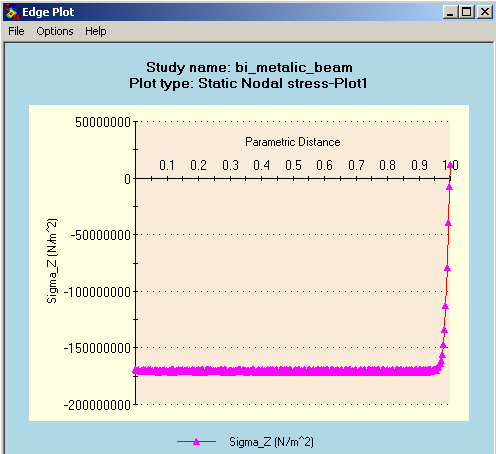 Edge Plot
File Options Help
Study name: bi_metalic_beam
Plot type: Static Nodal stress-Plot1
50000000
Parametric Distance
0.1 0.2 0.3 0.4 0.5 0.6 0.7 0.8 0.9 1.0
0
-50000000
-100000000
-150000000
-200000000
Sigma_Z (N/m^2)
Sigma_Z (N/m^2)